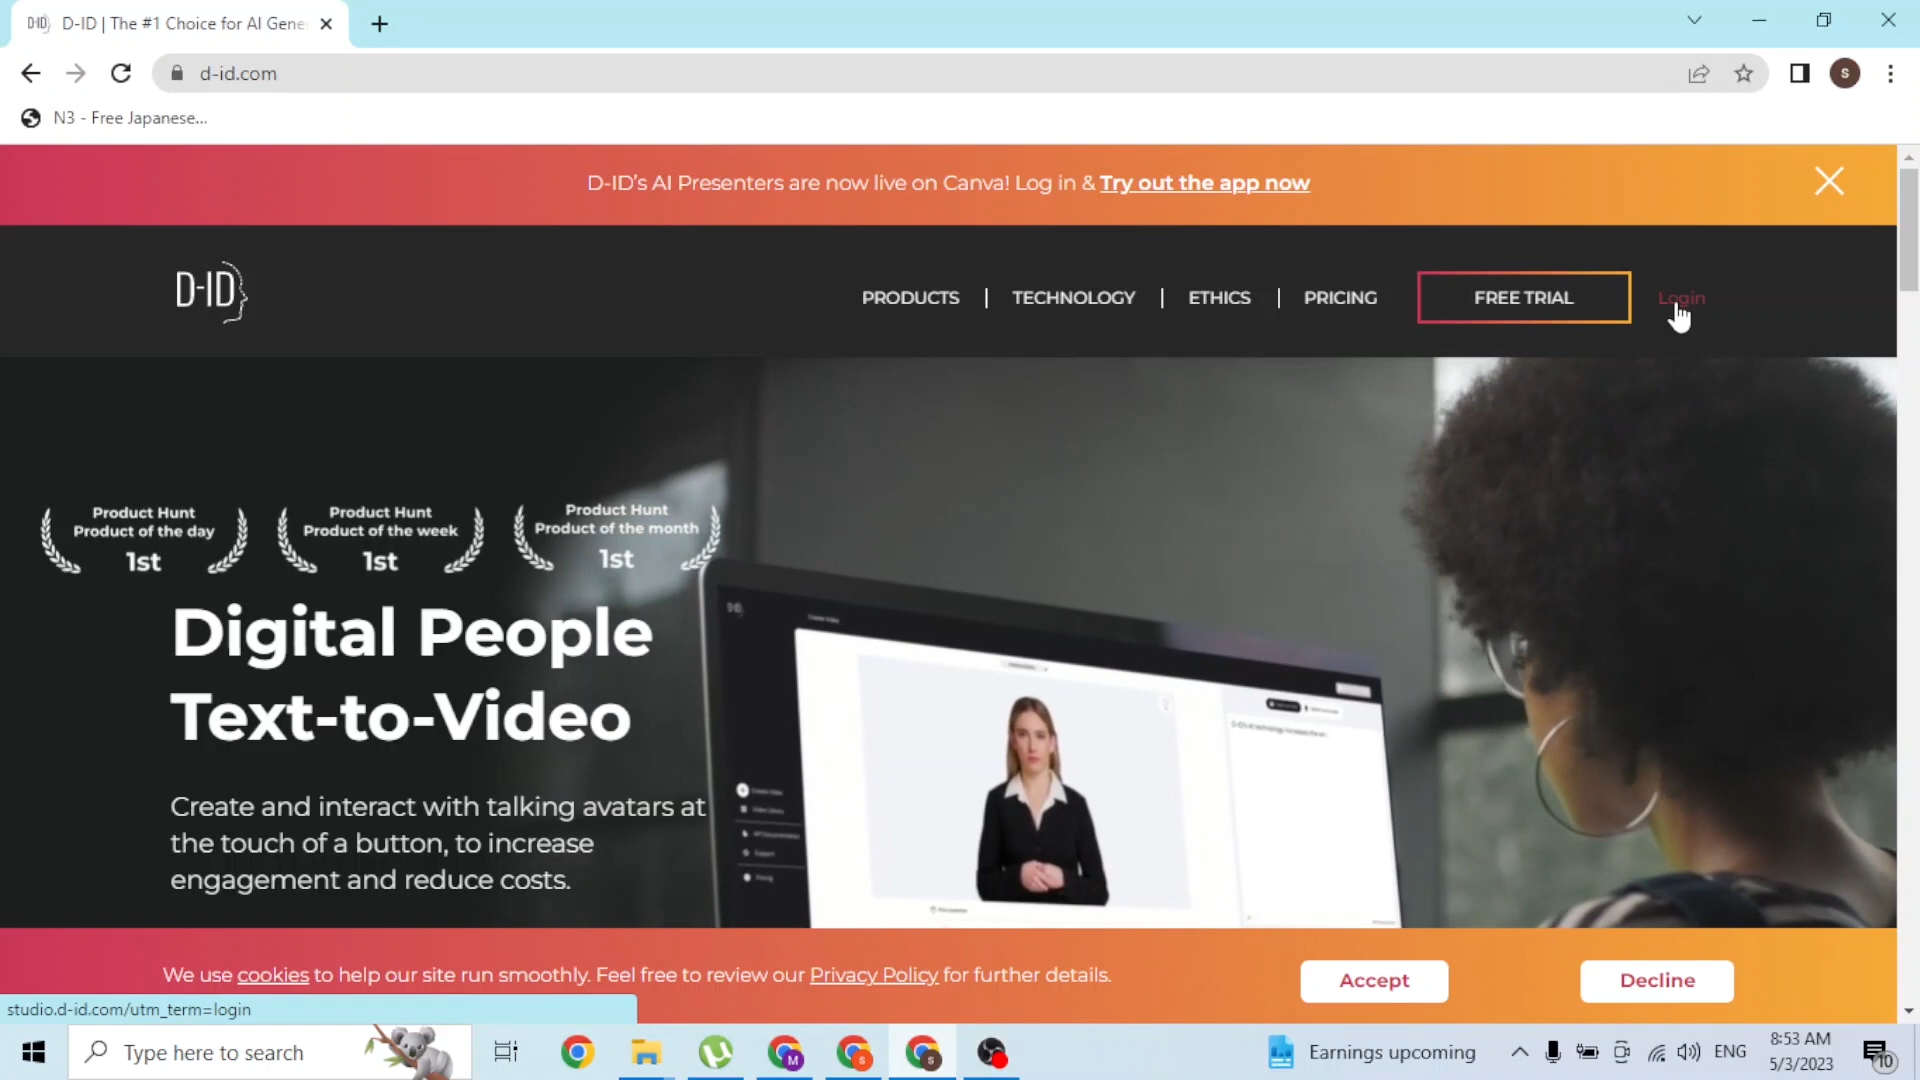 D-ID | The #1 Choice for AI Gene
d-id.com
S
N3 - Free Japanese...
D-ID's AI Presenters are now live on Canva! Log in & Try out the app now
D-ID
PRODUCTS | TECHNOLOGY | ETHICS | PRICING
FREE TRIAL
Login
Product Hunt
Product of the day
1st
Product Hunt
Product of the week
1st
Product Hunt
Product of the month
1st
Digital People
Text-to-Video
Create and interact with talking avatars at
the touch of a button, to increase
engagement and reduce costs.
We use cookies to help our site run smoothly. Feel free to review our Privacy Policy for further details.
Accept
Decline
studio.d-id.com/utm_term=login
Type here to search
Earnings upcoming
ENG
8:53 AM
5/3/2023
10